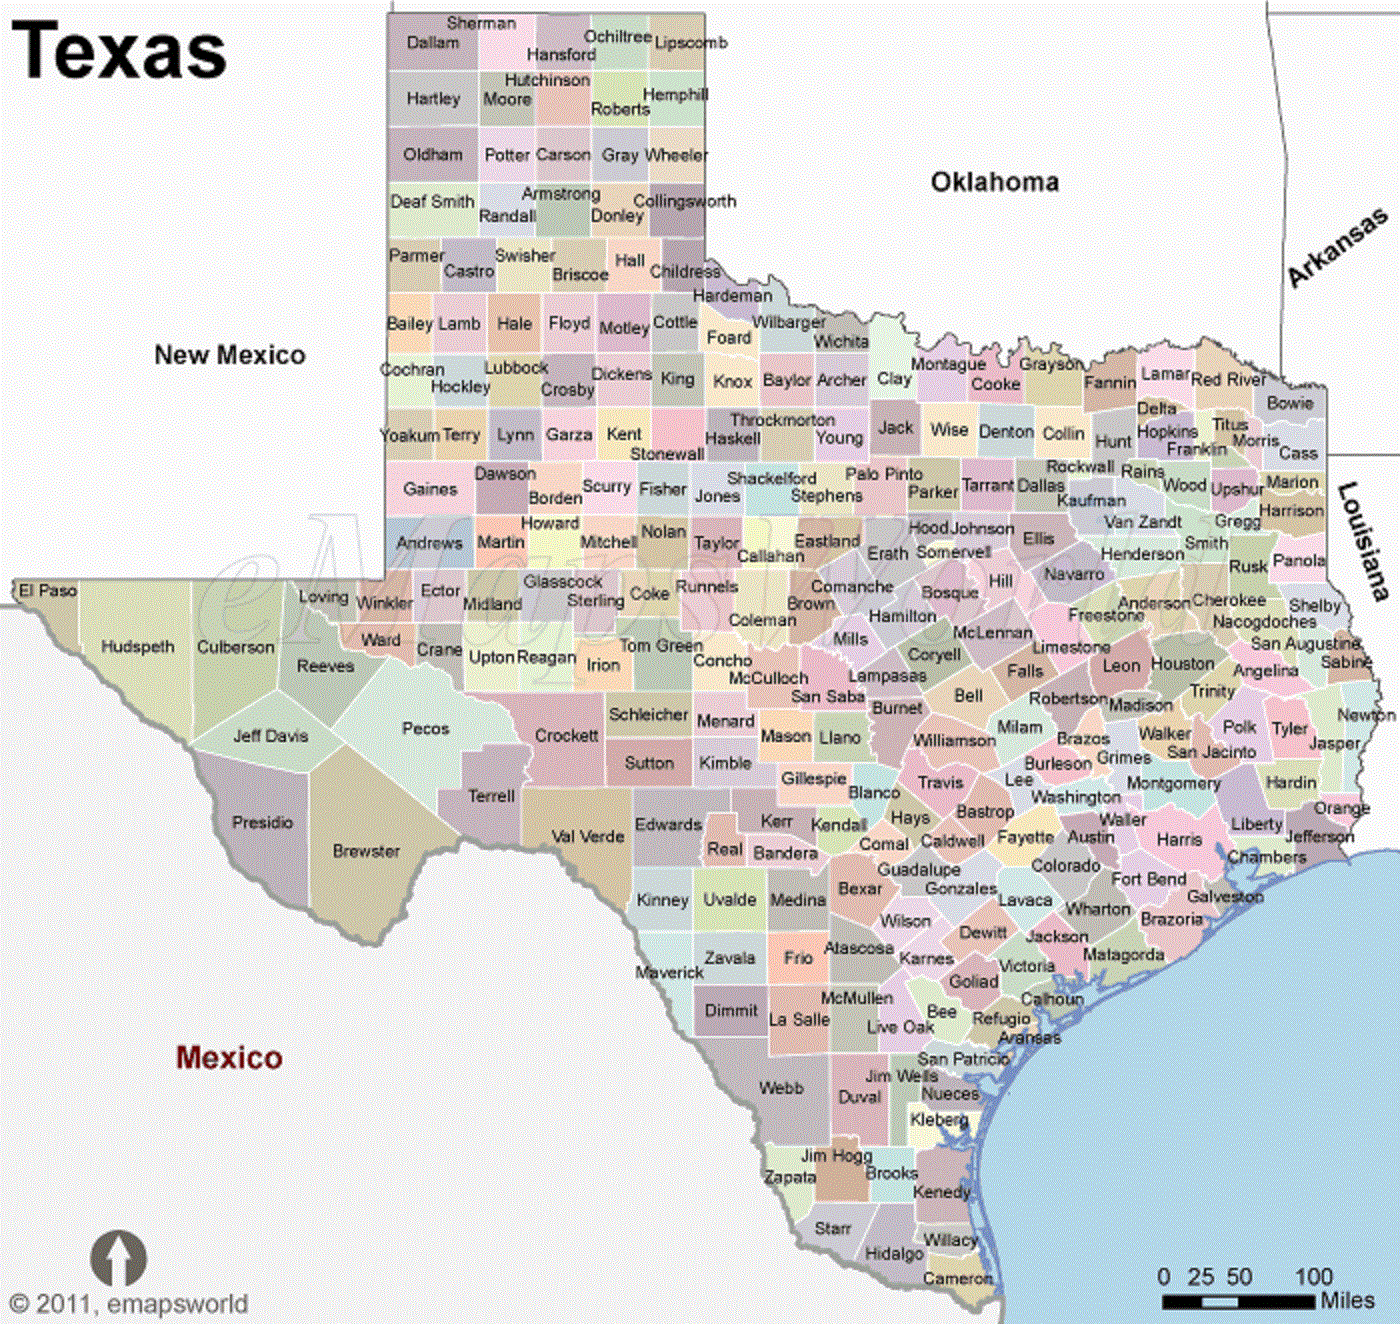 Texas
Sherman
Dallam
Hansford
Ochiltree
Lipscomb
Hutchinson
Hartley
Moore
Roberts
Hemphill
Oldham
Potter
Carson
Gray
Wheeler
Oklahoma
Deaf Smith
Armstrong
Collingsworth
Randall
Donley
Arkansas
Parmer
Castro
Swisher
Briscoe
Hall
Childress
Hardeman
Bailey
Lamb
Hale
Floyd
Motley
Cottle
Foard
Wilbarger
Wichita
New Mexico
Cochran
Hockley
Lubbock
Crosby
Dickens
King
Knox
Baylor
Archer
Clay
Montague
Cooke
Grayson
Fannin
Lamar
Red River
Bowie
Yoakum
Terry
Lynn
Garza
Kent
Stonewall
Haskell
Throckmorton
Young
Jack
Wise
Denton
Collin
Hunt
Delta
Hopkins
Franklin
Titus
Morris
Cass
Gaines
Dawson
Borden
Scurry
Fisher
Jones
Shackelford
Stephens
Palo Pinto
Parker
Tarrant
Dallas
Rockwall
Kaufman
Rains
Wood
Upshur
Marion
Harrison
Louisiana
Andrews
Martin
Howard
Mitchell
Nolan
Taylor
Callahan
Eastland
Erath
Hood
Johnson
Somervell
Ellis
Van Zandt
Henderson
Smith
Gregg
Rusk
Panola
El Paso
Hudspeth
Culberson
Loving
Winkler
Ector
Midland
Glasscock
Sterling
Coke
Runnels
Coleman
Brown
Comanche
Hamilton
Bosque
Hill
Navarro
Freestone
Anderson
Cherokee
Nacogdoches
Shelby
Reeves
Ward
Crane
Upton
Reagan
Irion
Tom Green
Concho
McCulloch
San Saba
Mills
Lampasas
Coryell
McLennan
Limestone
Falls
Leon
Houston
Angelina
San Augustine
Sabine
Jeff Davis
Pecos
Crockett
Schleicher
Menard
Mason
Llano
Burnet
Bell
Williamson
Milam
Robertson
Madison
Brazos
Walker
Trinity
Polk
Tyler
Jasper
Newton
Sutton
Kimble
Gillespie
Blanco
Travis
Lee
Burleson
Grimes
San Jacinto
Washington
Montgomery
Hardin
Orange
Presidio
Brewster
Terrell
Val Verde
Edwards
Kerr
Kendall
Hays
Bastrop
Real
Bandera
Comal
Caldwell
Fayette
Austin
Waller
Harris
Liberty
Jefferson
Chambers
Kinney
Uvalde
Medina
Bexar
Guadalupe
Gonzales
Lavaca
Colorado
Fort Bend
Galveston
Wharton
Brazoria
Maverick
Zavala
Frio
Atascosa
Wilson
Karnes
Dewitt
Jackson
Matagorda
Victoria
Goliad
Calhoun
Dimmit
La Salle
McMullen
Live Oak
Bee
Refugio
Aransas
San Patricio
Mexico
Webb
Duval
Jim Wells
Nueces
Kleberg
Zapata
Jim Hogg
Brooks
Kenedy
Starr
Hidalgo
Willacy
Cameron
0 25 50 100
Miles
© 2011, emapsworld
eMapsWorld